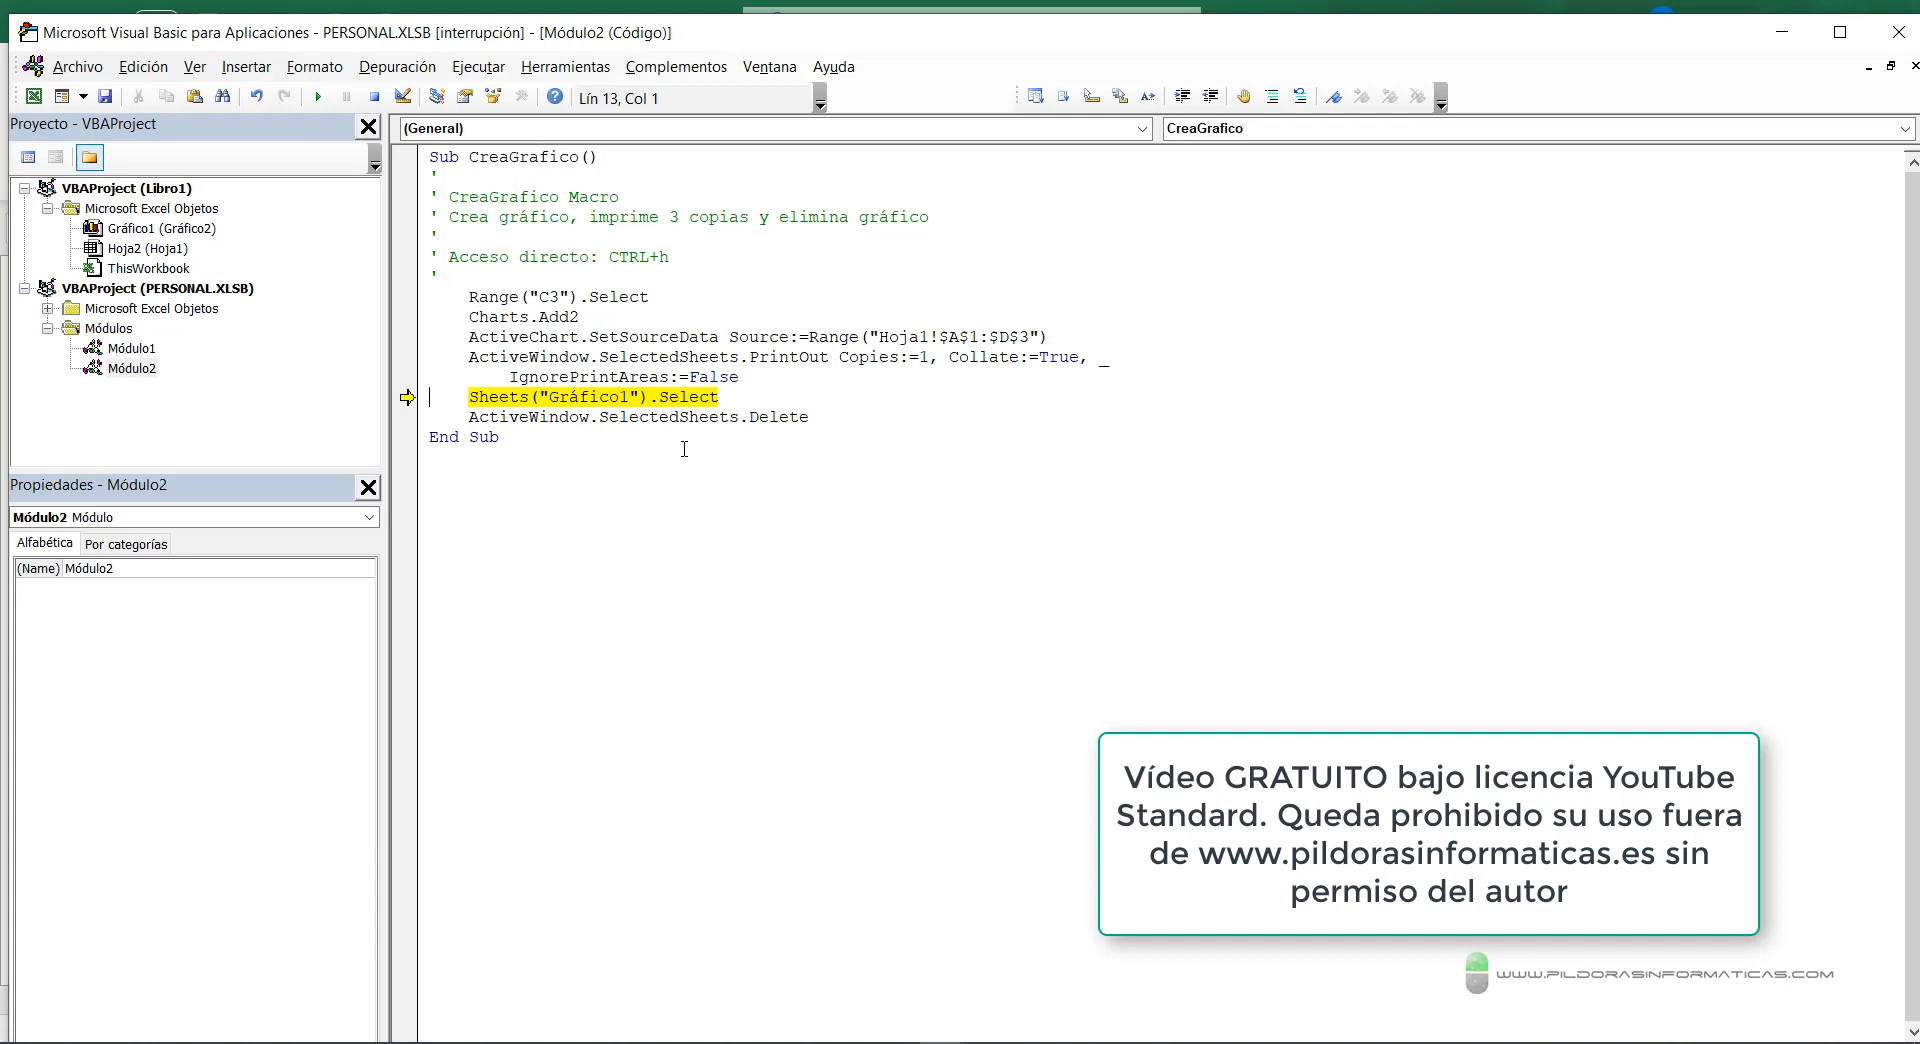 Microsoft Visual Basic para Aplicaciones - PERSONAL.XLSB [interrupción] - [Módulo2 (Código)]
Archivo Edición Ver Insertar Formato Depuración Ejecutar Herramientas Complementos Ventana Ayuda
Lín 13, Col 1
Proyecto - VBAProject
VBAProject (Libro1)
Microsoft Excel Objetos
Gráfico1 (Gráfico2)
Hoja2 (Hoja1)
ThisWorkbook
VBAProject (PERSONAL.XLSB)
Microsoft Excel Objetos
Módulos
Módulo1
Módulo2
Propiedades - Módulo2
Módulo2 Módulo
Alfabética Por categorías
(Name) Módulo2
(General) CreaGrafico
Sub CreaGrafico()
'
' CreaGrafico Macro
' Crea gráfico, imprime 3 copias y elimina gráfico
'
' Acceso directo: CTRL+h
'
Range("C3").Select
Charts.Add2
ActiveChart.SetSourceData Source:=Range("Hoja1!$A$1:$D$3")
ActiveWindow.SelectedSheets.PrintOut Copies:=1, Collate:=True, _
IgnorePrintAreas:=False
Sheets("Gráfico1").Select
ActiveWindow.SelectedSheets.Delete
End Sub
Vídeo GRATUITO bajo licencia YouTube
Standard. Queda prohibido su uso fuera
de www.pildorasinformaticas.es sin
permiso del autor
WWW.PILDORASINFORMATICAS.COM